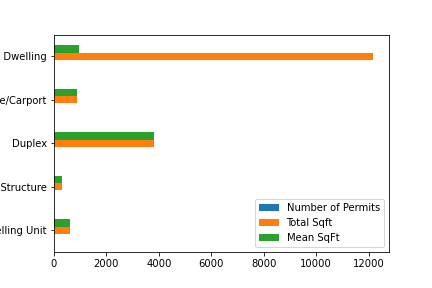 Dwelling
e/Carport
Duplex
Structure
elling Unit
0 2000 4000 6000 8000 10000 12000
Number of Permits
Total Sqft
Mean SqFt